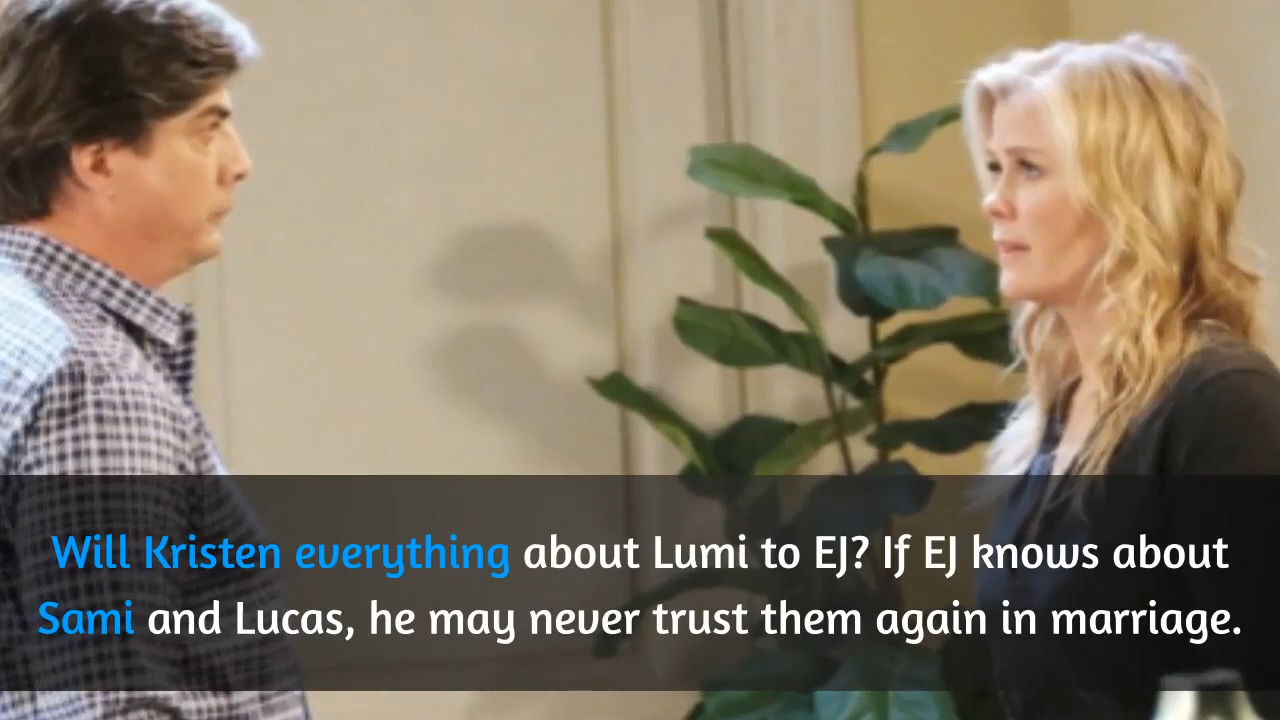 Will Kristen everything about Lumi to EJ? If EJ knows about
Sami and Lucas, he may never trust them again in marriage.